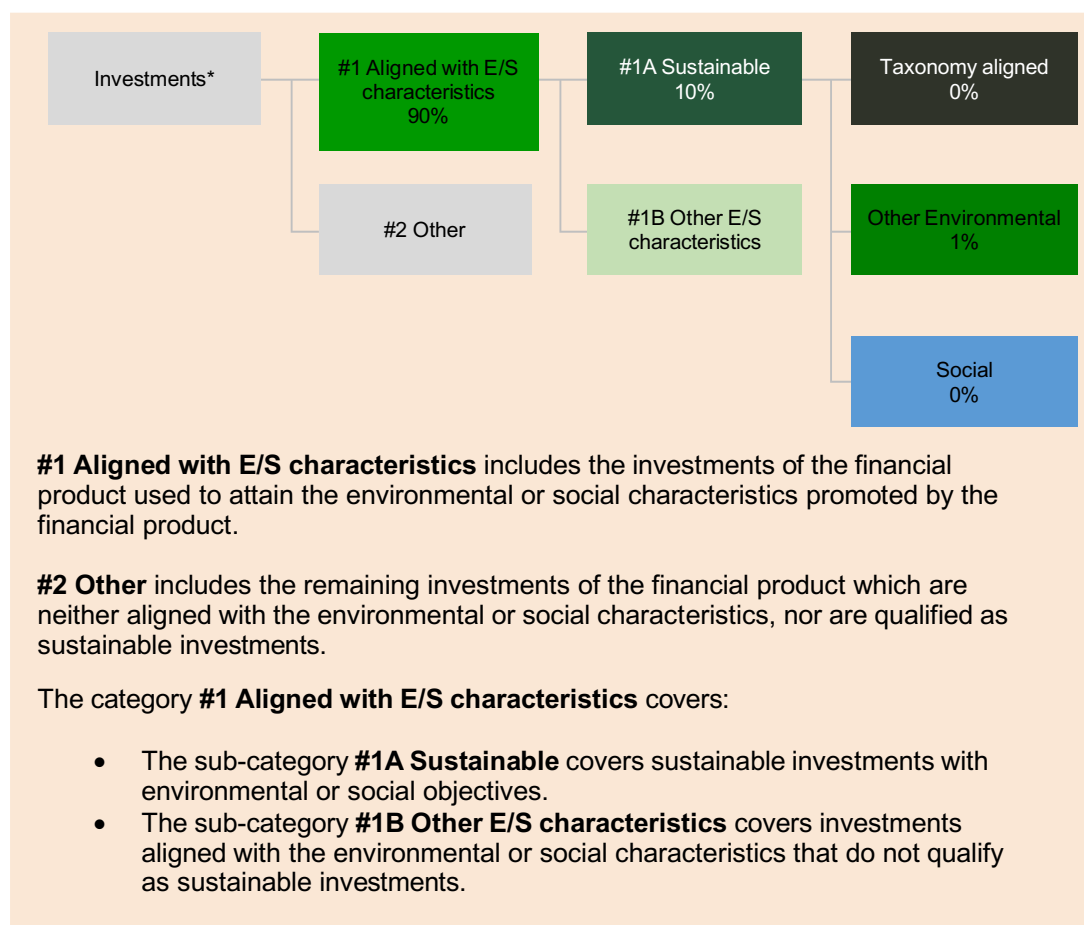 Investments*
#1 Aligned with E/S
characteristics
90%
#1A Sustainable
10%
Taxonomy aligned
0%
#2 Other
#1B Other E/S
characteristics
Other Environmental
1%
Social
0%
#1 Aligned with E/S characteristics includes the investments of the financial
product used to attain the environmental or social characteristics promoted by the
financial product.
#2 Other includes the remaining investments of the financial product which are
neither aligned with the environmental or social characteristics, nor are qualified as
sustainable investments.
The category #1 Aligned with E/S characteristics covers:
• The sub-category #1A Sustainable covers sustainable investments with
environmental or social objectives.
• The sub-category #1B Other E/S characteristics covers investments
aligned with the environmental or social characteristics that do not qualify
as sustainable investments.